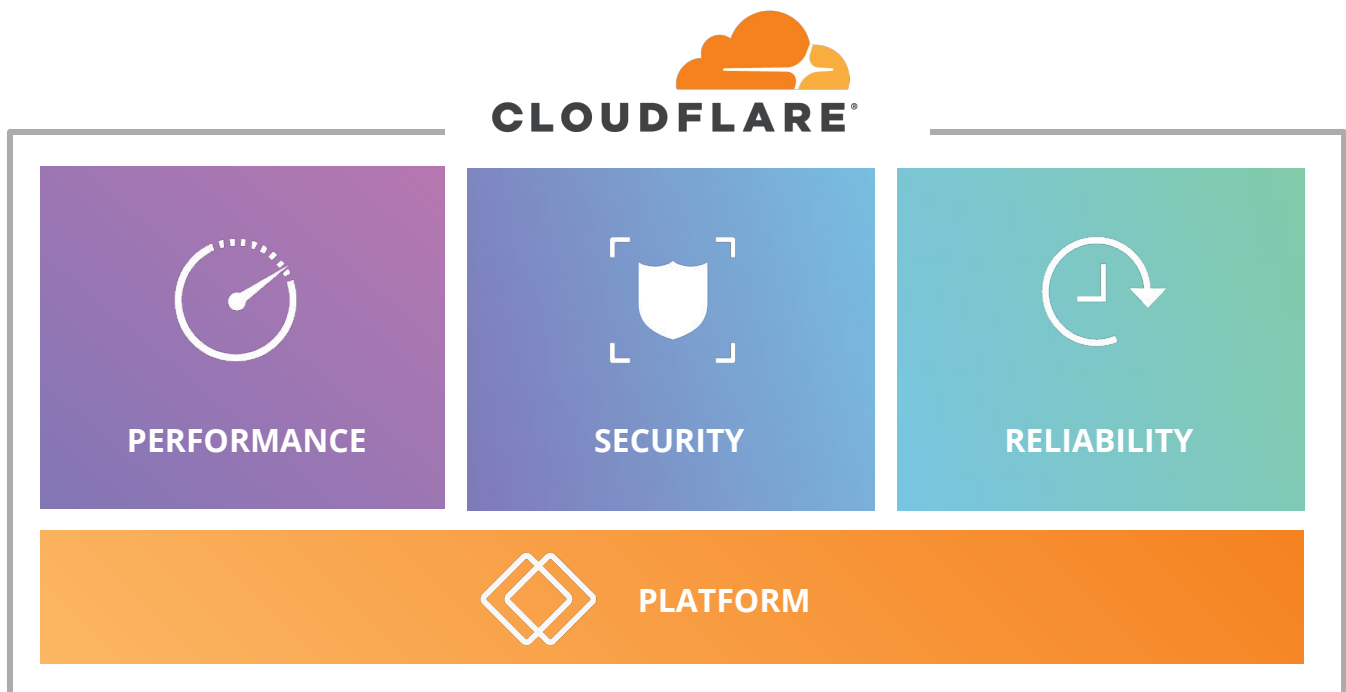 CLOUDFLARE®
PERFORMANCE
SECURITY
RELIABILITY
PLATFORM